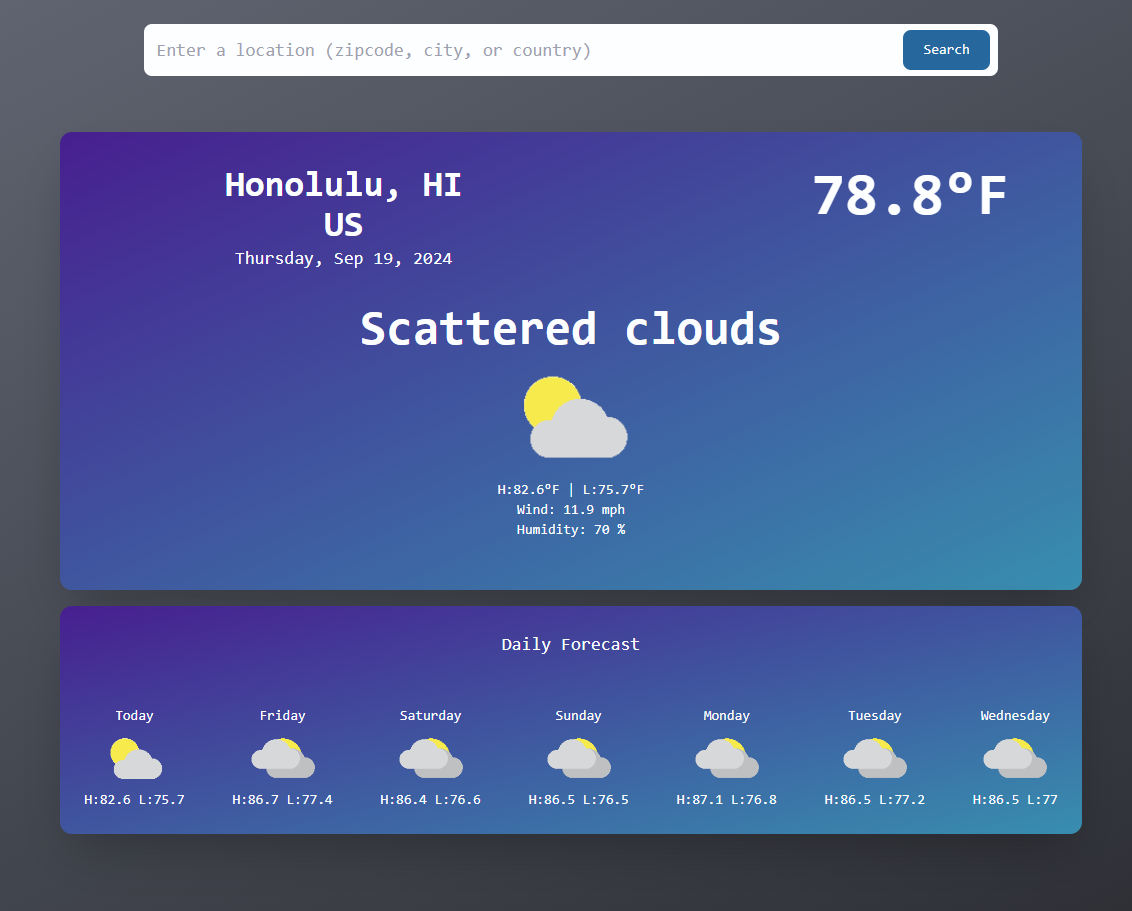 Enter a location (zipcode, city, or country)
Search
Honolulu, HI
US
Thursday, Sep 19, 2024
78.8°F
Scattered clouds
H:82.6°F | L:75.7°F
Wind: 11.9 mph
Humidity: 70 %
Daily Forecast
Today
H:82.6 L:75.7
Friday
H:86.7 L:77.4
Saturday
H:86.4 L:76.6
Sunday
H:86.5 L:76.5
Monday
H:87.1 L:76.8
Tuesday
H:86.5 L:77.2
Wednesday
H:86.5 L:77